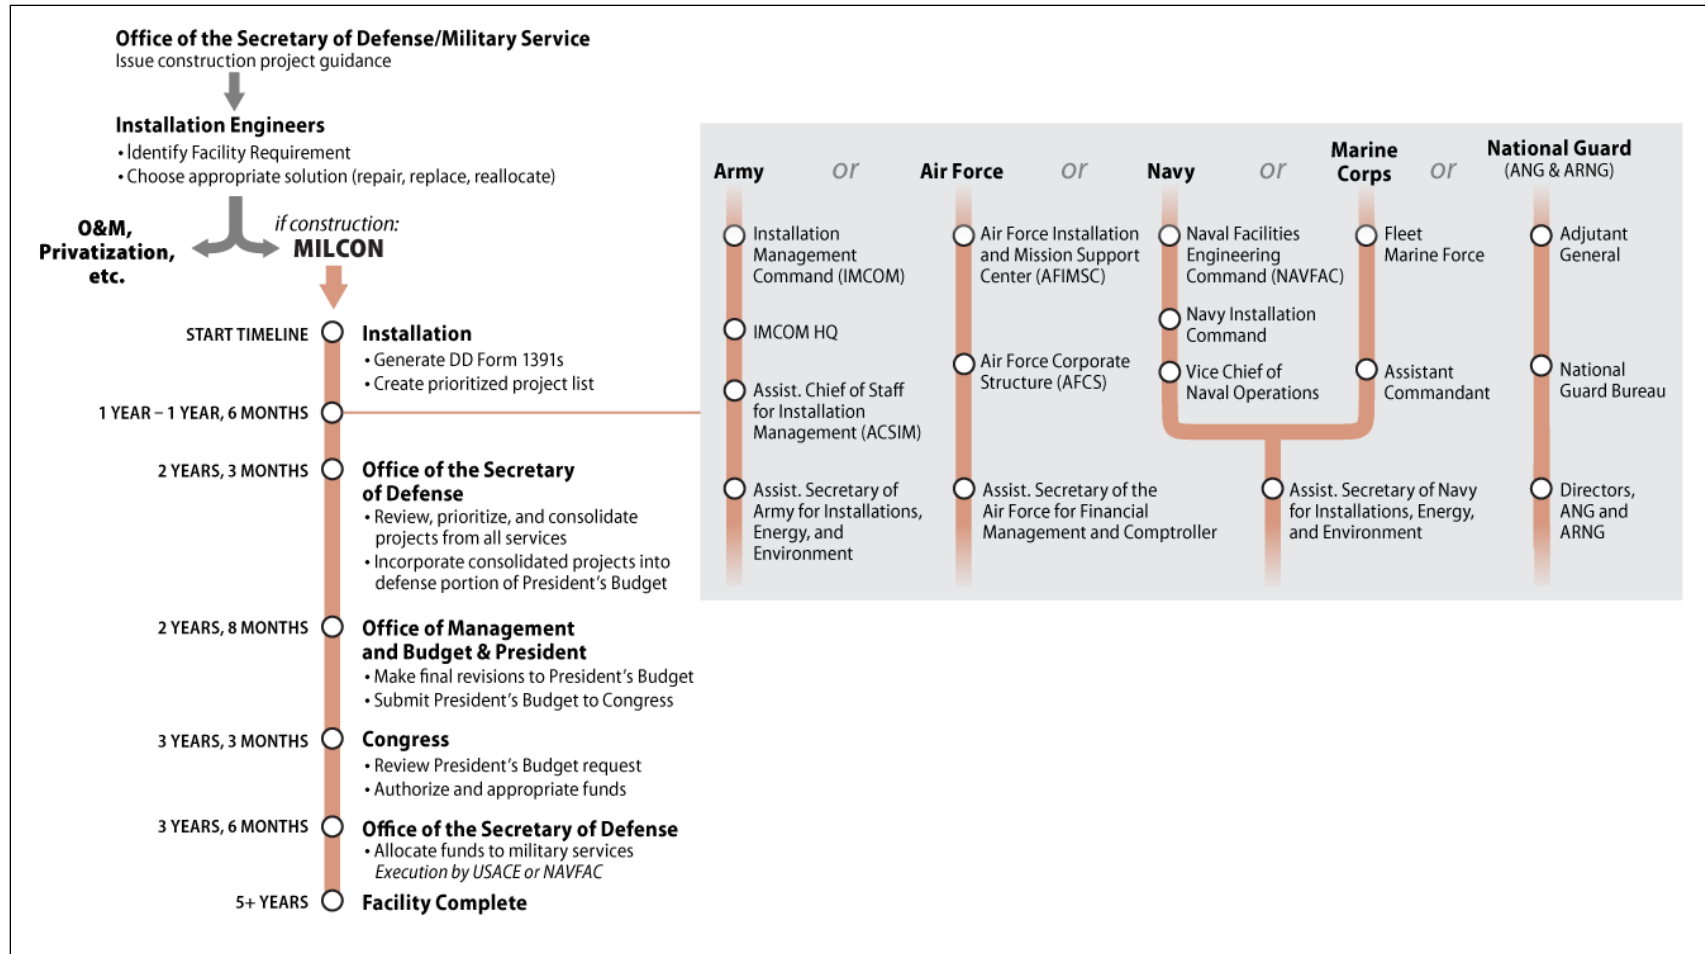 Office of the Secretary of Defense/Military Service
Issue construction project guidance
Installation Engineers
• Identify Facility Requirement
• Choose appropriate solution (repair, replace, reallocate)
O&M,
Privatization,
etc.
if construction:
MILCON
START TIMELINE
Installation
• Generate DD Form 1391s
• Create prioritized project list
1 YEAR – 1 YEAR, 6 MONTHS
2 YEARS, 3 MONTHS
Office of the Secretary
of Defense
• Review, prioritize, and consolidate
projects from all services
• Incorporate consolidated projects into
defense portion of President's Budget
2 YEARS, 8 MONTHS
Office of Management
and Budget & President
• Make final revisions to President's Budget
• Submit President's Budget to Congress
3 YEARS, 3 MONTHS
Congress
• Review President's Budget request
• Authorize and appropriate funds
3 YEARS, 6 MONTHS
Office of the Secretary of Defense
• Allocate funds to military services
Execution by USACE or NAVFAC
5+ YEARS
Facility Complete
Army
or
Air Force
or
Navy
or
Marine
Corps
or
National Guard
(ANG & ARNG)
Installation
Management
Command (IMCOM)
IMCOM HQ
Assist. Chief of Staff
for Installation
Management (ACSIM)
Assist. Secretary of
Army for Installations,
Energy, and
Environment
Air Force Installation
and Mission Support
Center (AFIMSC)
Air Force Corporate
Structure (AFCS)
Assist. Secretary of the
Air Force for Financial
Management and Comptroller
Naval Facilities
Engineering
Command (NAVFAC)
Navy Installation
Command
Vice Chief of
Naval Operations
Fleet
Marine Force
Assistant
Commandant
Assist. Secretary of Navy
for Installations, Energy,
and Environment
Adjutant
General
National
Guard Bureau
Directors,
ANG and
ARNG